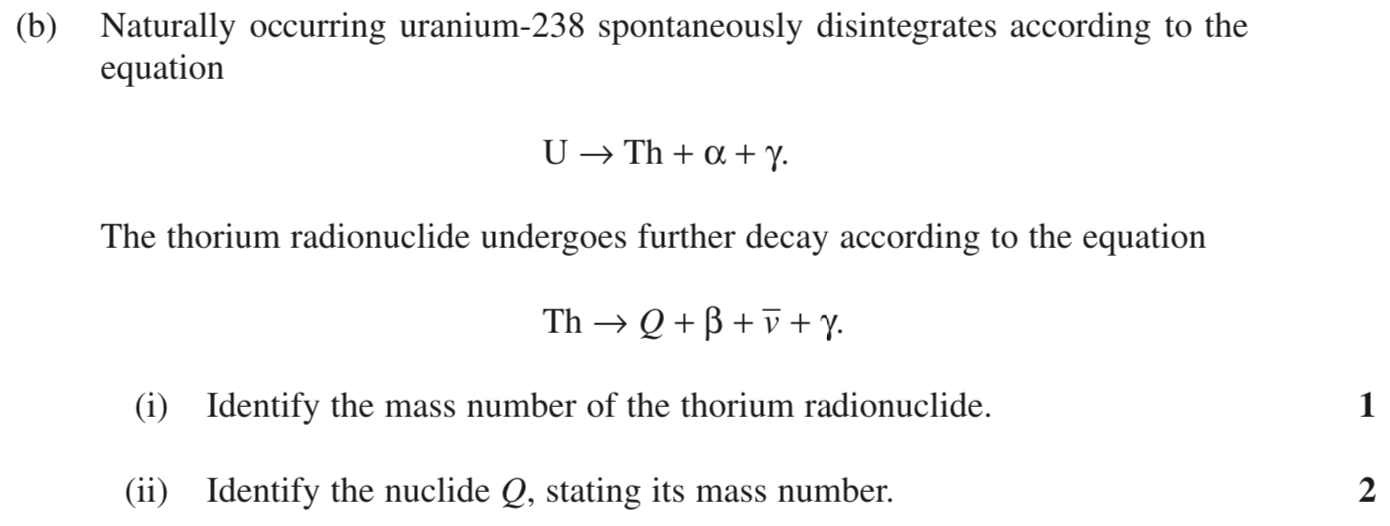 (b) Naturally occurring uranium-238 spontaneously disintegrates according to the
equation
U → Th + α + γ.
The thorium radionuclide undergoes further decay according to the equation
Th → Q + β + v̅ + γ.
(i) Identify the mass number of the thorium radionuclide. 1
(ii) Identify the nuclide Q, stating its mass number. 2